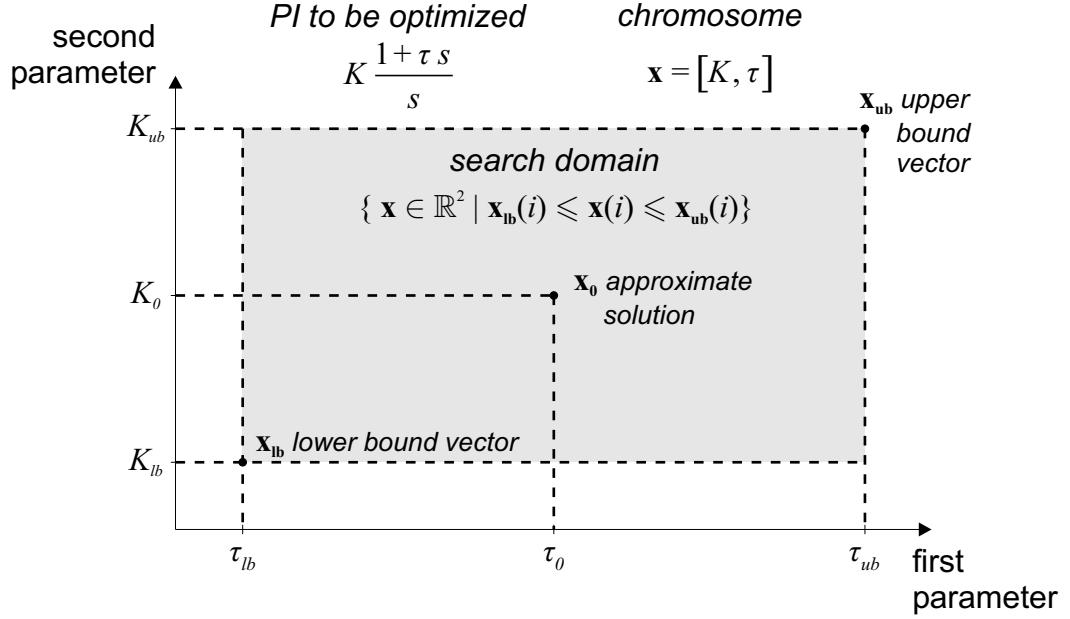 PI to be optimized
chromosome
second
parameter
K (1 + τ s) / s
x = [K, τ]
K_ub
x_ub upper
bound
vector
search domain
{ x ∈ ℝ² | x_lb(i) ⩽ x(i) ⩽ x_ub(i)}
K_0
x_0 approximate
solution
K_lb
x_lb lower bound vector
τ_lb
τ_0
τ_ub
first
parameter